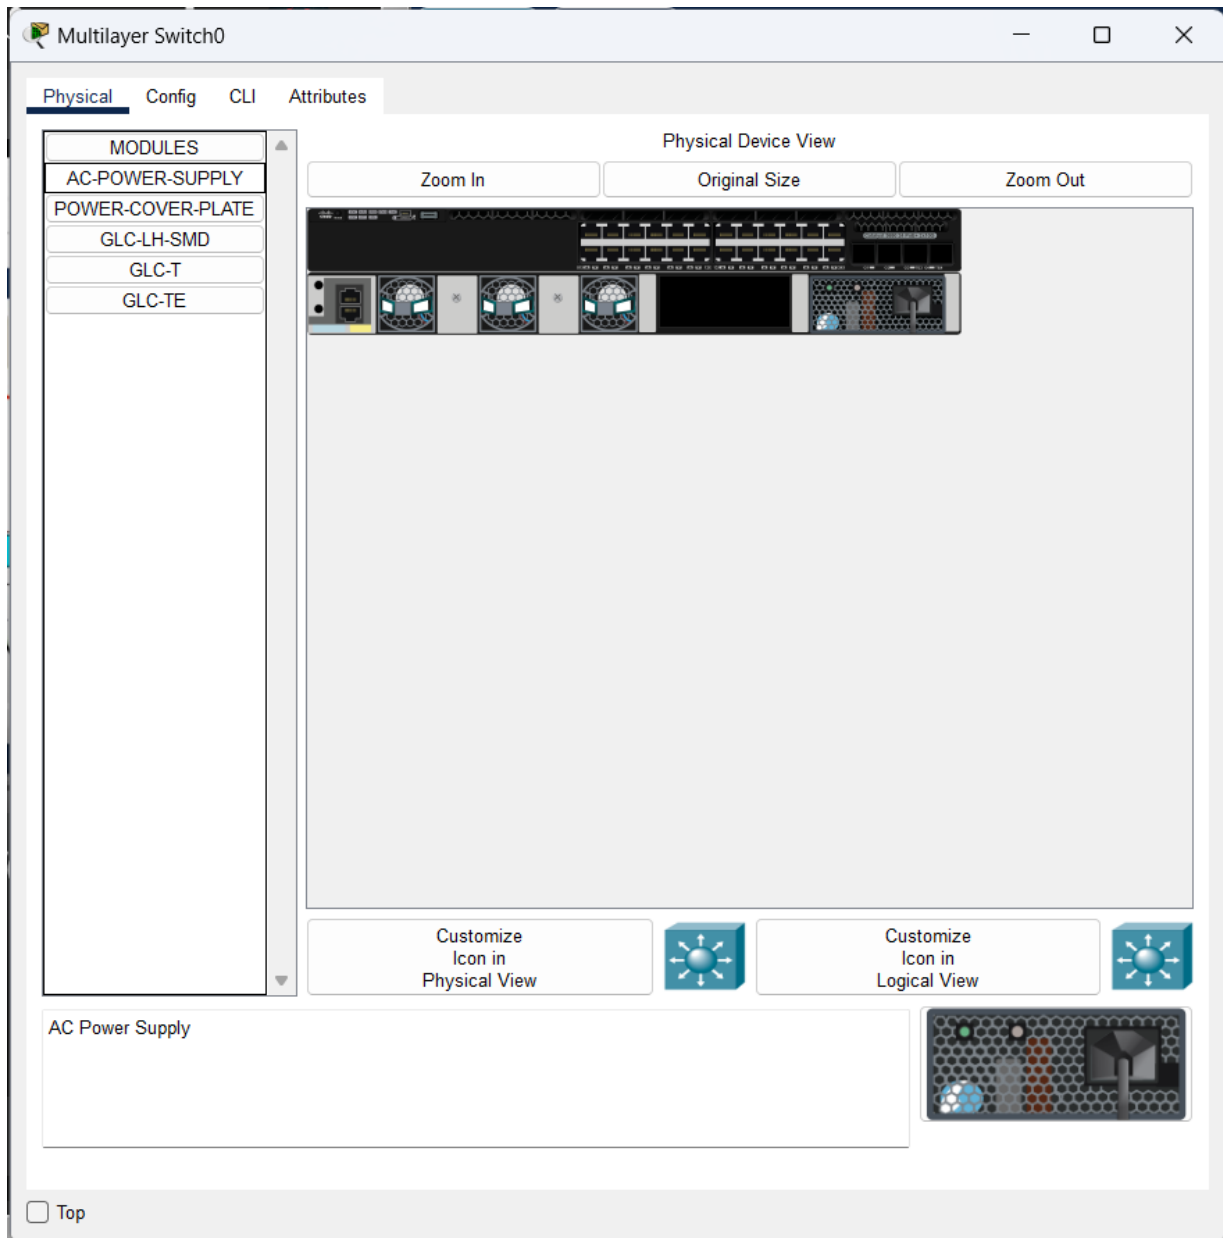 Multilayer Switch0
Physical
Config
CLI
Attributes
MODULES
AC-POWER-SUPPLY
POWER-COVER-PLATE
GLC-LH-SMD
GLC-T
GLC-TE
Physical Device View
Zoom In
Original Size
Zoom Out
Customize
Icon in
Physical View
Customize
Icon in
Logical View
AC Power Supply
Top